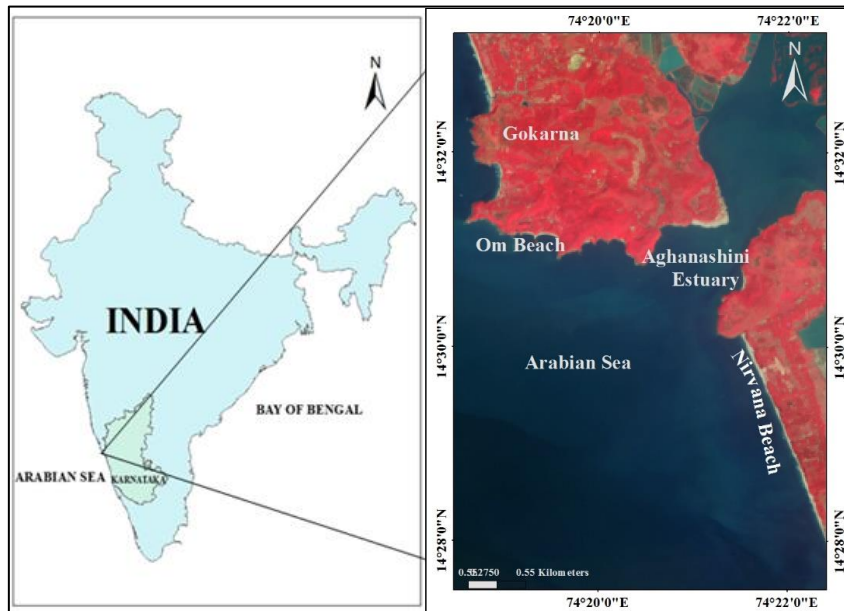 N
INDIA
BAY OF BENGAL
ARABIAN SEA
KARNATAKA
74°20'0"E
74°22'0"E
N
14°32'0"N
14°32'0"N
Gokarna
Om Beach
Aghanashini
Estuary
14°30'0"N
14°30'0"N
Arabian Sea
Nirvana Beach
14°28'0"N
14°28'0"N
0.55 Kilometers
74°20'0"E
74°22'0"E